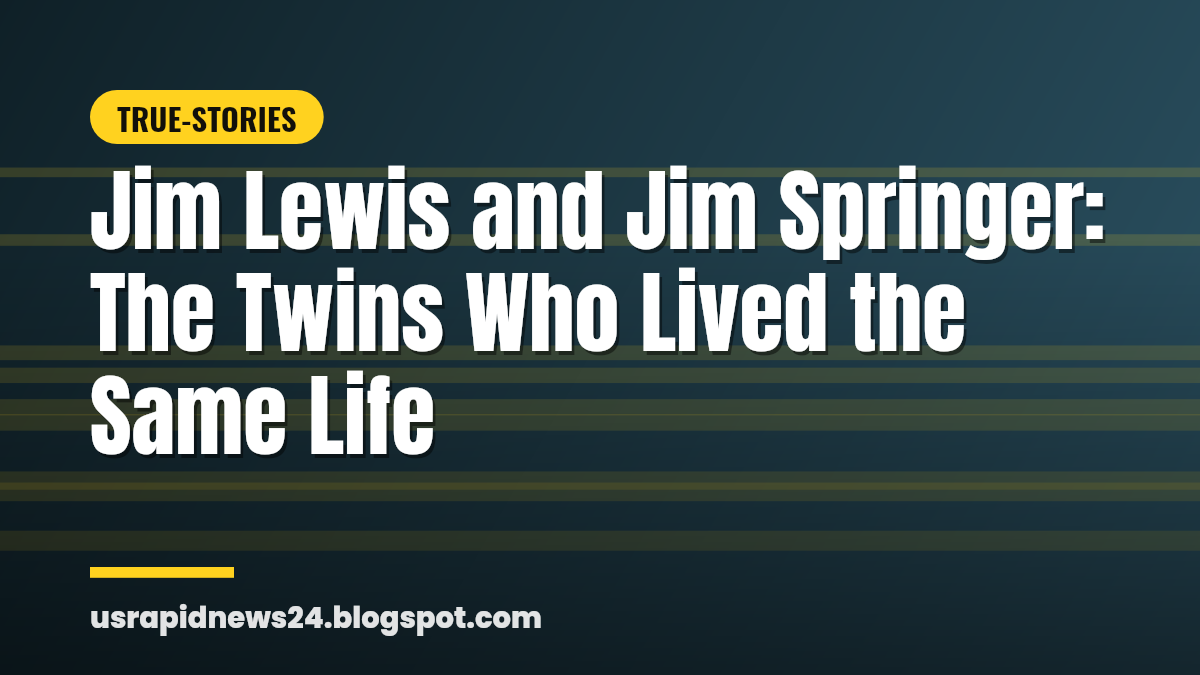 TRUE-STORIES
Jim Lewis and Jim Springer:
The Twins Who Lived the
Same Life
usrapidnews24.blogspot.com